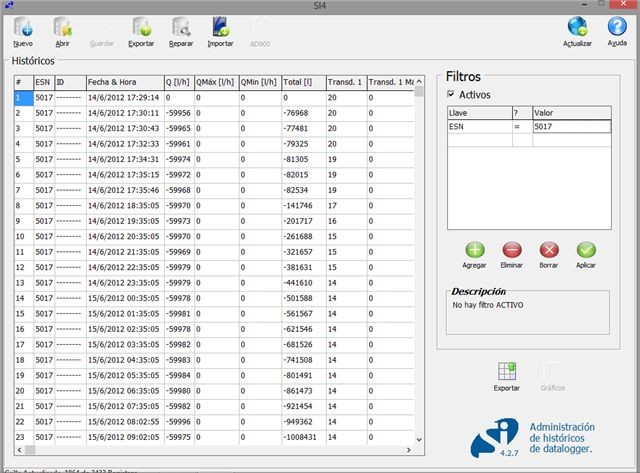 SI4
Nuevo Abrir Guardar Exportar Reparar Importar AD900 Actualizar Ayuda
Históricos
# ESN ID Fecha & Hora Q [l/h] QMáx [l/h] QMin [l/h] Total [l] Transd. 1 Transd. 1 Má
1 5017 -------- 14/6/2012 17:29:14 0 0 0 0 20 0
2 5017 -------- 14/6/2012 17:30:11 -59956 0 0 -76968 20 0
3 5017 -------- 14/6/2012 17:30:43 -59965 0 0 -77481 20 0
4 5017 -------- 14/6/2012 17:32:33 -59961 0 0 -79325 20 0
5 5017 -------- 14/6/2012 17:34:31 -59974 0 0 -81305 19 0
6 5017 -------- 14/6/2012 17:35:15 -59972 0 0 -82015 19 0
7 5017 -------- 14/6/2012 17:35:46 -59968 0 0 -82534 19 0
8 5017 -------- 14/6/2012 18:35:05 -59970 0 0 -141746 17 0
9 5017 -------- 14/6/2012 19:35:05 -59973 0 0 -201717 16 0
10 5017 -------- 14/6/2012 20:35:05 -59970 0 0 -261688 15 0
11 5017 -------- 14/6/2012 21:35:05 -59969 0 0 -321657 15 0
12 5017 -------- 14/6/2012 22:35:05 -59979 0 0 -381631 15 0
13 5017 -------- 14/6/2012 23:35:05 -59979 0 0 -441610 14 0
14 5017 -------- 15/6/2012 00:35:05 -59978 0 0 -501588 14 0
15 5017 -------- 15/6/2012 01:35:05 -59981 0 0 -561567 14 0
16 5017 -------- 15/6/2012 02:35:05 -59978 0 0 -621546 14 0
17 5017 -------- 15/6/2012 03:35:05 -59982 0 0 -681526 14 0
18 5017 -------- 15/6/2012 04:35:05 -59983 0 0 -741508 14 0
19 5017 -------- 15/6/2012 05:35:05 -59984 0 0 -801491 14 0
20 5017 -------- 15/6/2012 06:35:05 -59980 0 0 -861473 14 0
21 5017 -------- 15/6/2012 07:35:05 -59982 0 0 -921454 14 0
22 5017 -------- 15/6/2012 08:02:55 -59996 0 0 -949362 14 0
23 5017 -------- 15/6/2012 09:02:05 -59975 0 0 -1008431 14 0
Filtros
Activos
Llave ? Valor
ESN = 5017
Agregar Eliminar Borrar Aplicar
Descripción
No hay filtro ACTIVO
Exportar Gráficos
Si 4.2.7
Administración
de históricos
de datalogger.